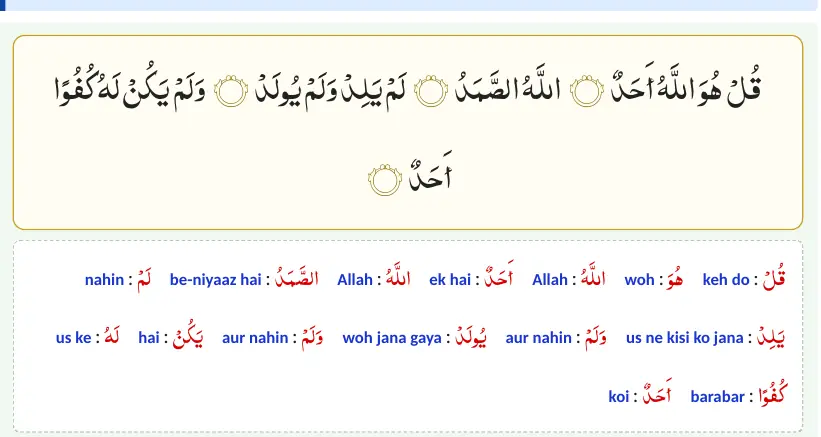 قُلْ هُوَ اللَّهُ أَحَدٌ ۝ اللَّهُ الصَّمَدُ ۝ لَمْ يَلِدْ وَلَمْ يُولَدْ ۝ وَلَمْ يَكُنْ لَهُ كُفُوًا
أَحَدٌ ۝
قُلْ : keh do هُوَ : woh اللَّهُ : Allah أَحَدٌ : ek hai اللَّهُ : Allah الصَّمَدُ : be-niyaaz hai لَمْ : nahin
يَلِدْ : us ne kisi ko jana وَلَمْ : aur nahin يُولَدْ : woh jana gaya وَلَمْ : aur nahin يَكُنْ : hai لَهُ : us ke
كُفُوًا : barabar أَحَدٌ : koi